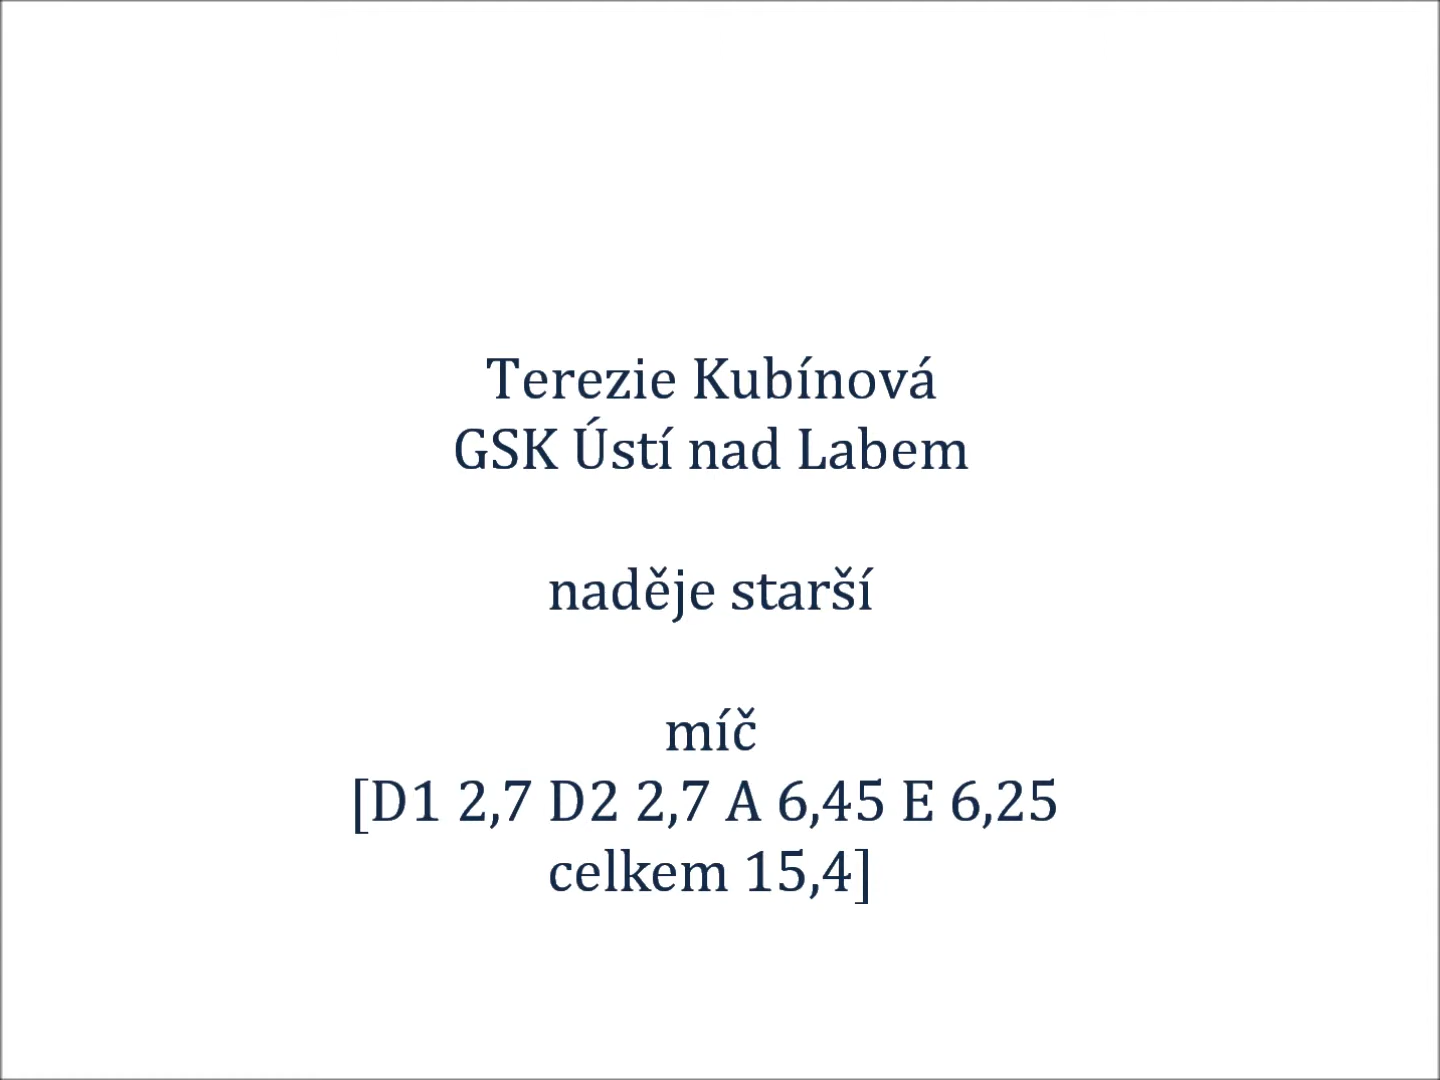 Terezie Kubínová
GSK Ústí nad Labem
naděje starší
míč
[D1 2,7 D2 2,7 A 6,45 E 6,25
celkem 15,4]